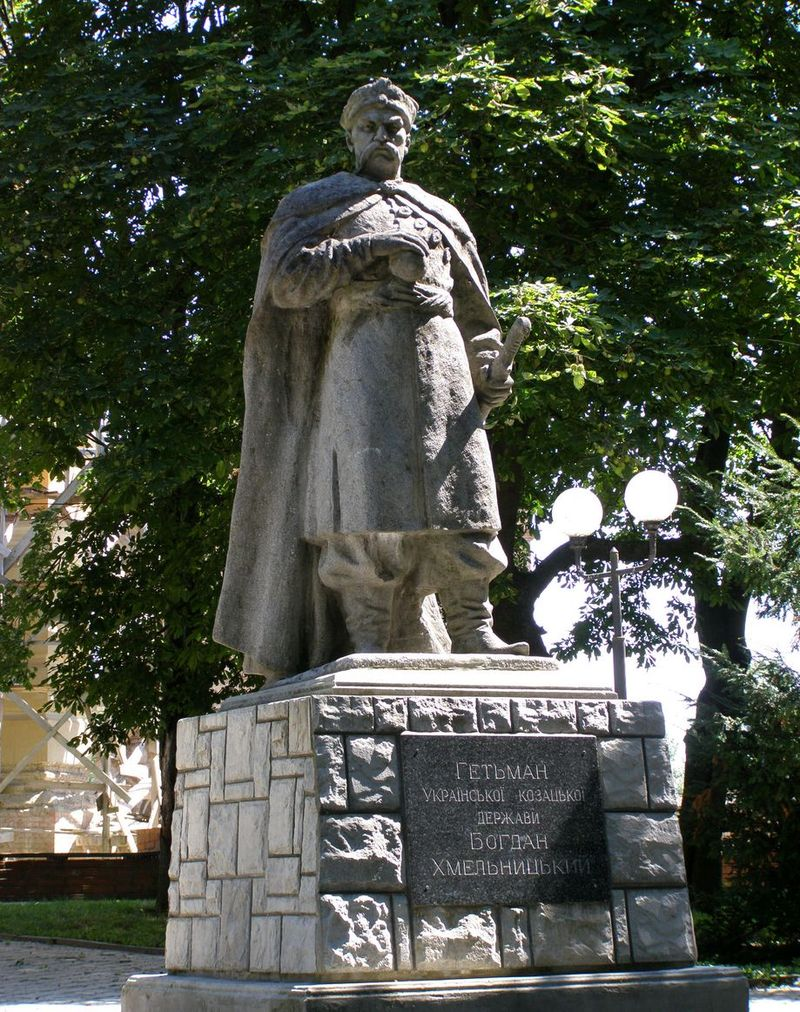 Гетьман
української козацької
держави
Богдан
Хмельницький